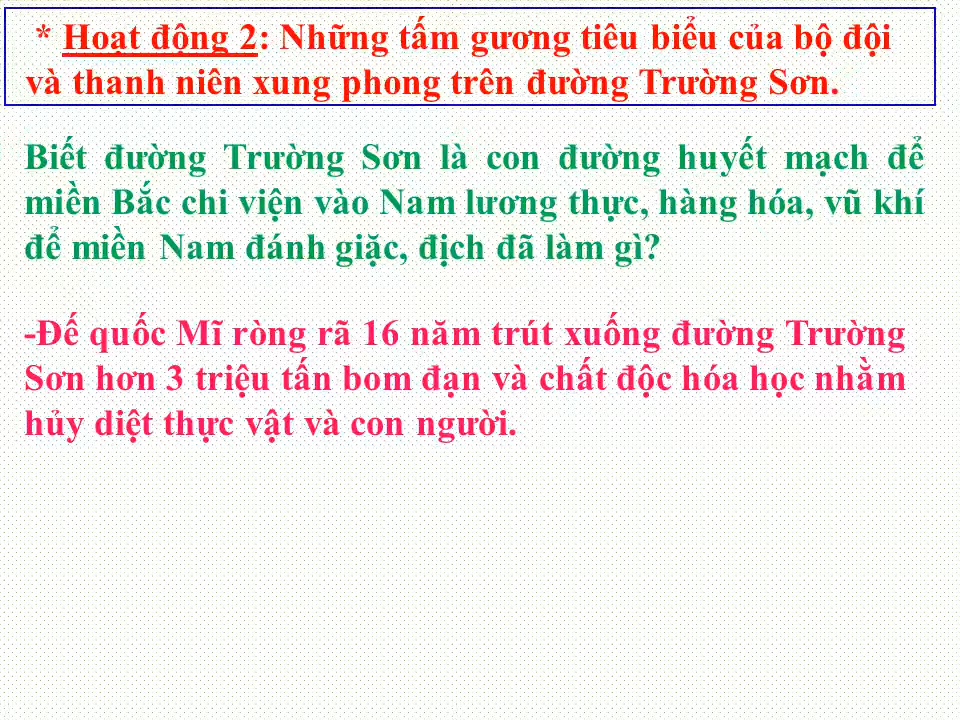 * Hoạt động 2: Những tấm gương tiêu biểu của bộ đội
và thanh niên xung phong trên đường Trường Sơn.
Biết đường Trường Sơn là con đường huyết mạch để
miền Bắc chi viện vào Nam lương thực, hàng hóa, vũ khí
để miền Nam đánh giặc, địch đã làm gì?
-Đế quốc Mĩ ròng rã 16 năm trút xuống đường Trường
Sơn hơn 3 triệu tấn bom đạn và chất độc hóa học nhằm
hủy diệt thực vật và con người.